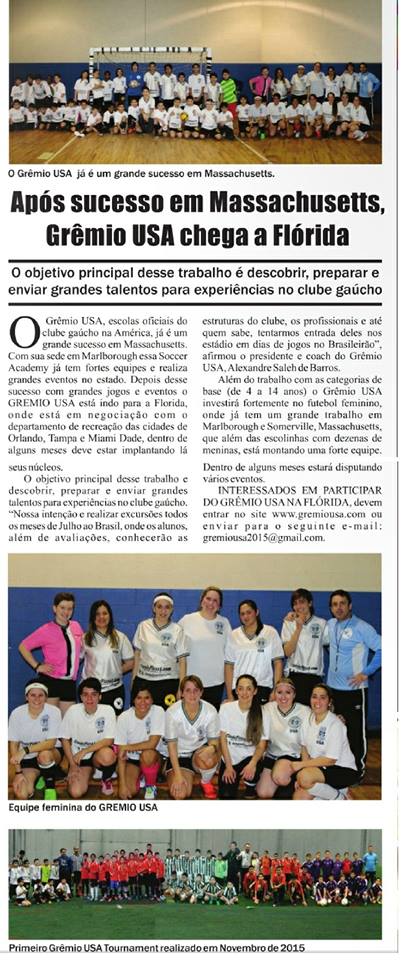 O Grêmio USA já é um grande sucesso em Massachusetts.
Após sucesso em Massachusetts,
Grêmio USA chega a Flórida
O objetivo principal desse trabalho é descobrir, preparar e
enviar grandes talentos para experiências no clube gaúcho
O Grêmio USA, escolas oficiais do
clube gaúcho na América, já é um
grande sucesso em Massachusetts.
Com sua sede em Marlborough essa Soccer
Academy já tem fortes equipes e realiza
grandes eventos no estado. Depois desse
sucesso com grandes jogos e eventos o
GREMIO USA está indo para a Florida,
onde está em negociação com o
departamento de recreação das cidades de
Orlando, Tampa e Miami Dade, dentro de
alguns meses deve estar implantando lá
seus núcleos.
O objetivo principal desse trabalho e
descobrir, preparar e enviar grandes
talentos para experiências no clube gaúcho.
“Nossa intenção e realizar excursões todos
os meses de Julho ao Brasil, onde os alunos,
além de avaliações, conhecerão as
estruturas do clube, os profissionais e até
quem sabe, tentarmos entrada deles nos
estádio em dias de jogos no Brasileirão”,
afirmou o presidente e coach do Grêmio
USA, Alexandre Saleh de Barros.
Além do trabalho com as categorias de
base (de 4 a 14 anos) o Grêmio USA
investirá fortemente no futebol feminino,
onde já tem um grande trabalho em
Marlborough e Somerville, Massachusetts,
que além das escolinhas com dezenas de
meninas, está montando uma forte equipe.
Dentro de alguns meses estará disputando
vários eventos.
INTERESSADOS EM PARTICIPAR
DO GRÊMIO USA NA FLÓRIDA, devem
entrar no site www.gremiousa.com ou
enviar para o seguinte e-mail:
gremiousa2015@gmail.com.
Equipe feminina do GREMIO USA
Primeiro Grêmio USA Tournament realizado em Novembro de 2015